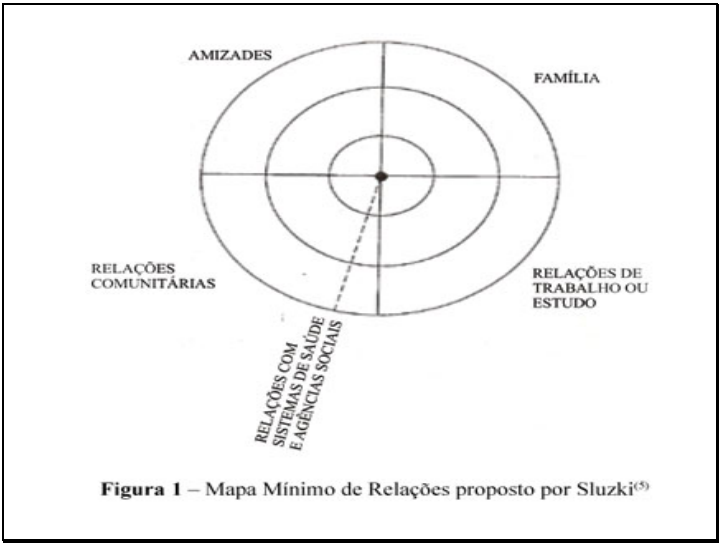 AMIZADES
FAMÍLIA
RELAÇÕES
COMUNITÁRIAS
RELAÇÕES DE
TRABALHO OU
ESTUDO
RELAÇÕES COM
SISTEMAS DE SAÚDE
E AGÊNCIAS SOCIAIS
Figura 1 – Mapa Mínimo de Relações proposto por Sluzki⁽⁵⁾